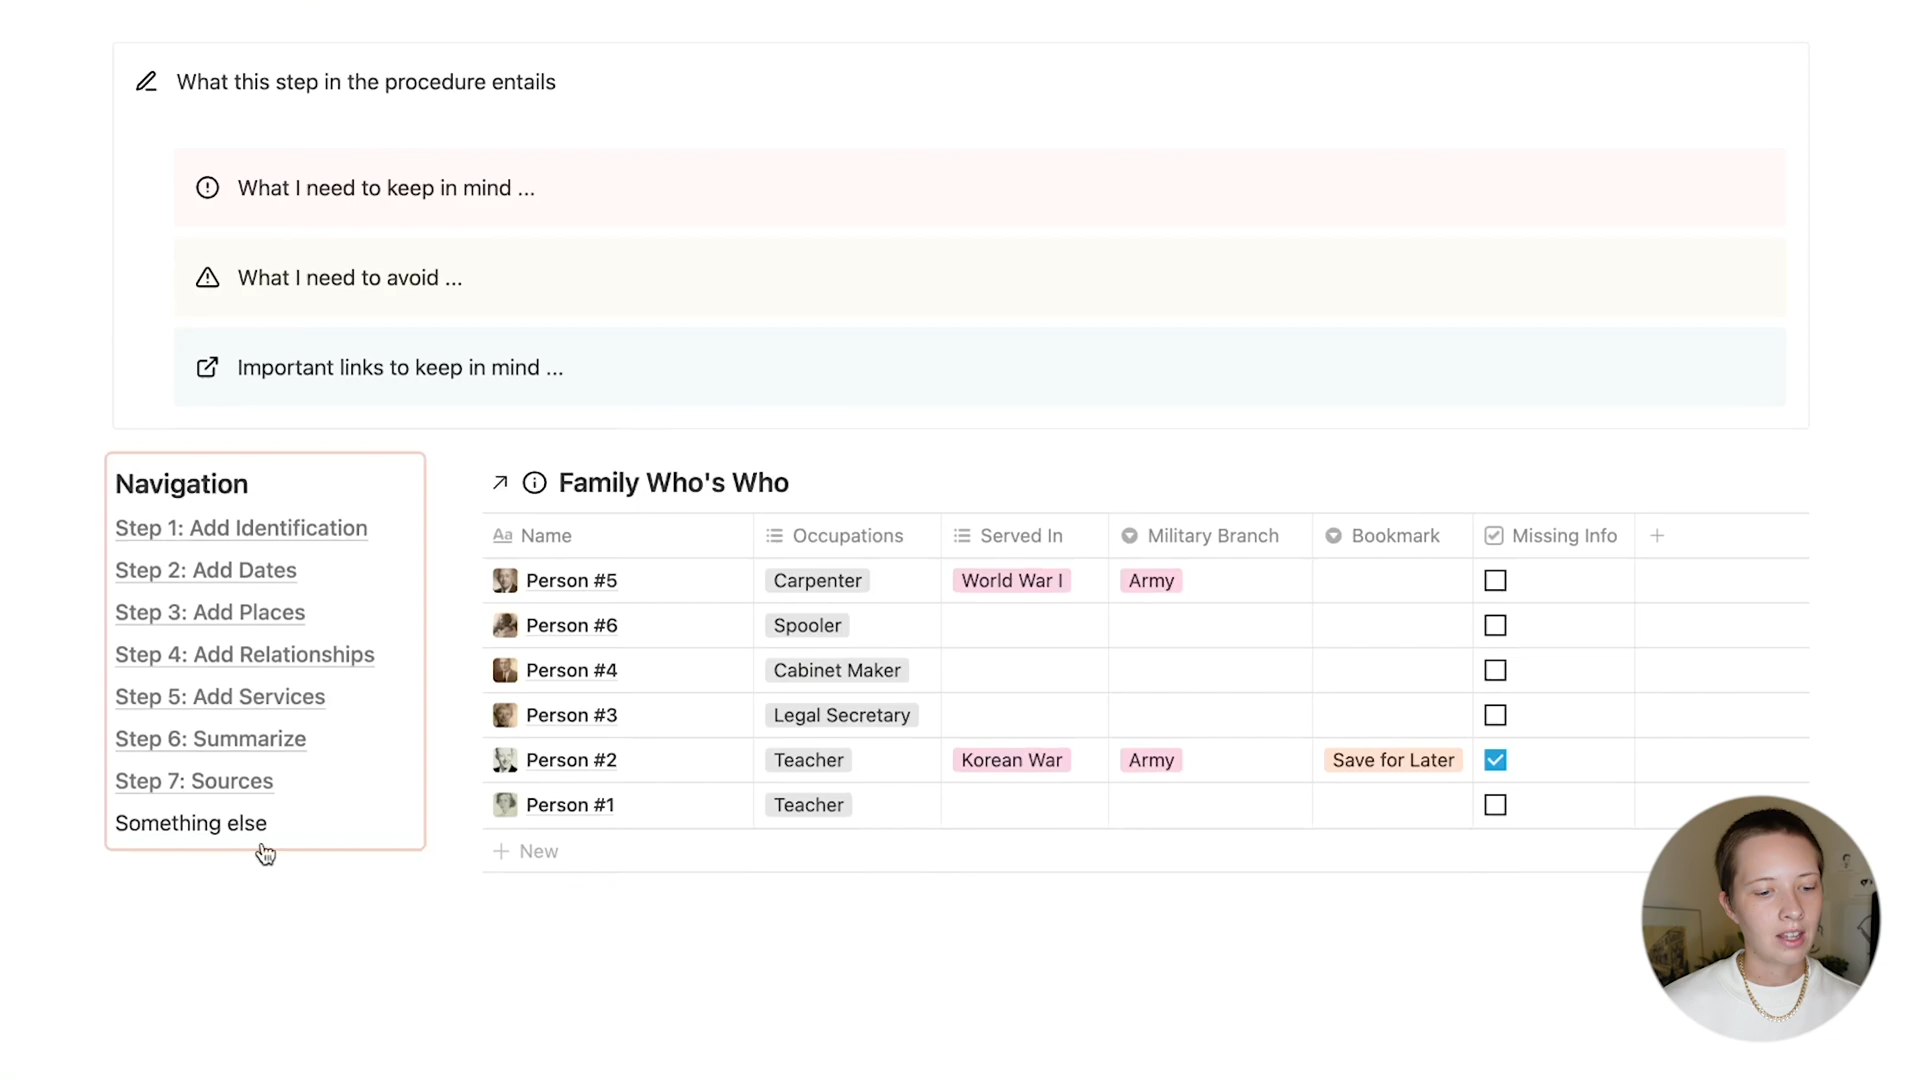 What this step in the procedure entails
What I need to keep in mind ...
What I need to avoid ...
Important links to keep in mind ...
Navigation
Step 1: Add Identification
Step 2: Add Dates
Step 3: Add Places
Step 4: Add Relationships
Step 5: Add Services
Step 6: Summarize
Step 7: Sources
Something else
Family Who's Who
Aa Name Occupations Served In Military Branch Bookmark Missing Info
Person #5 Carpenter World War I Army
Person #6 Spooler
Person #4 Cabinet Maker
Person #3 Legal Secretary
Person #2 Teacher Korean War Army Save for Later
Person #1 Teacher
+ New